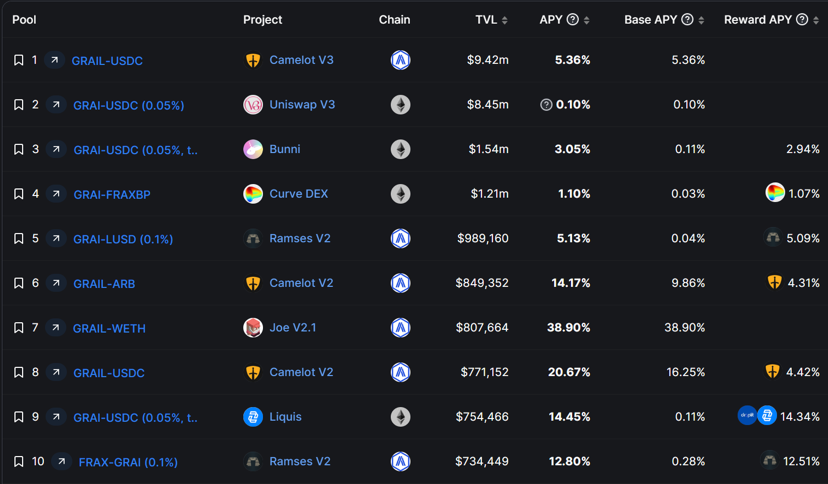 Pool Project Chain TVL APY Base APY Reward APY
1 GRAIL-USDC Camelot V3 $9.42m 5.36% 5.36%
2 GRAI-USDC (0.05%) Uniswap V3 $8.45m 0.10% 0.10%
3 GRAI-USDC (0.05%, t.. Bunni $1.54m 3.05% 0.11% 2.94%
4 GRAI-FRAXBP Curve DEX $1.21m 1.10% 0.03% 1.07%
5 GRAI-LUSD (0.1%) Ramses V2 $989,160 5.13% 0.04% 5.09%
6 GRAIL-ARB Camelot V2 $849,352 14.17% 9.86% 4.31%
7 GRAIL-WETH Joe V2.1 $807,664 38.90% 38.90%
8 GRAIL-USDC Camelot V2 $771,152 20.67% 16.25% 4.42%
9 GRAI-USDC (0.05%, t.. Liquis $754,466 14.45% 0.11% 14.34%
10 FRAX-GRAI (0.1%) Ramses V2 $734,449 12.80% 0.28% 12.51%